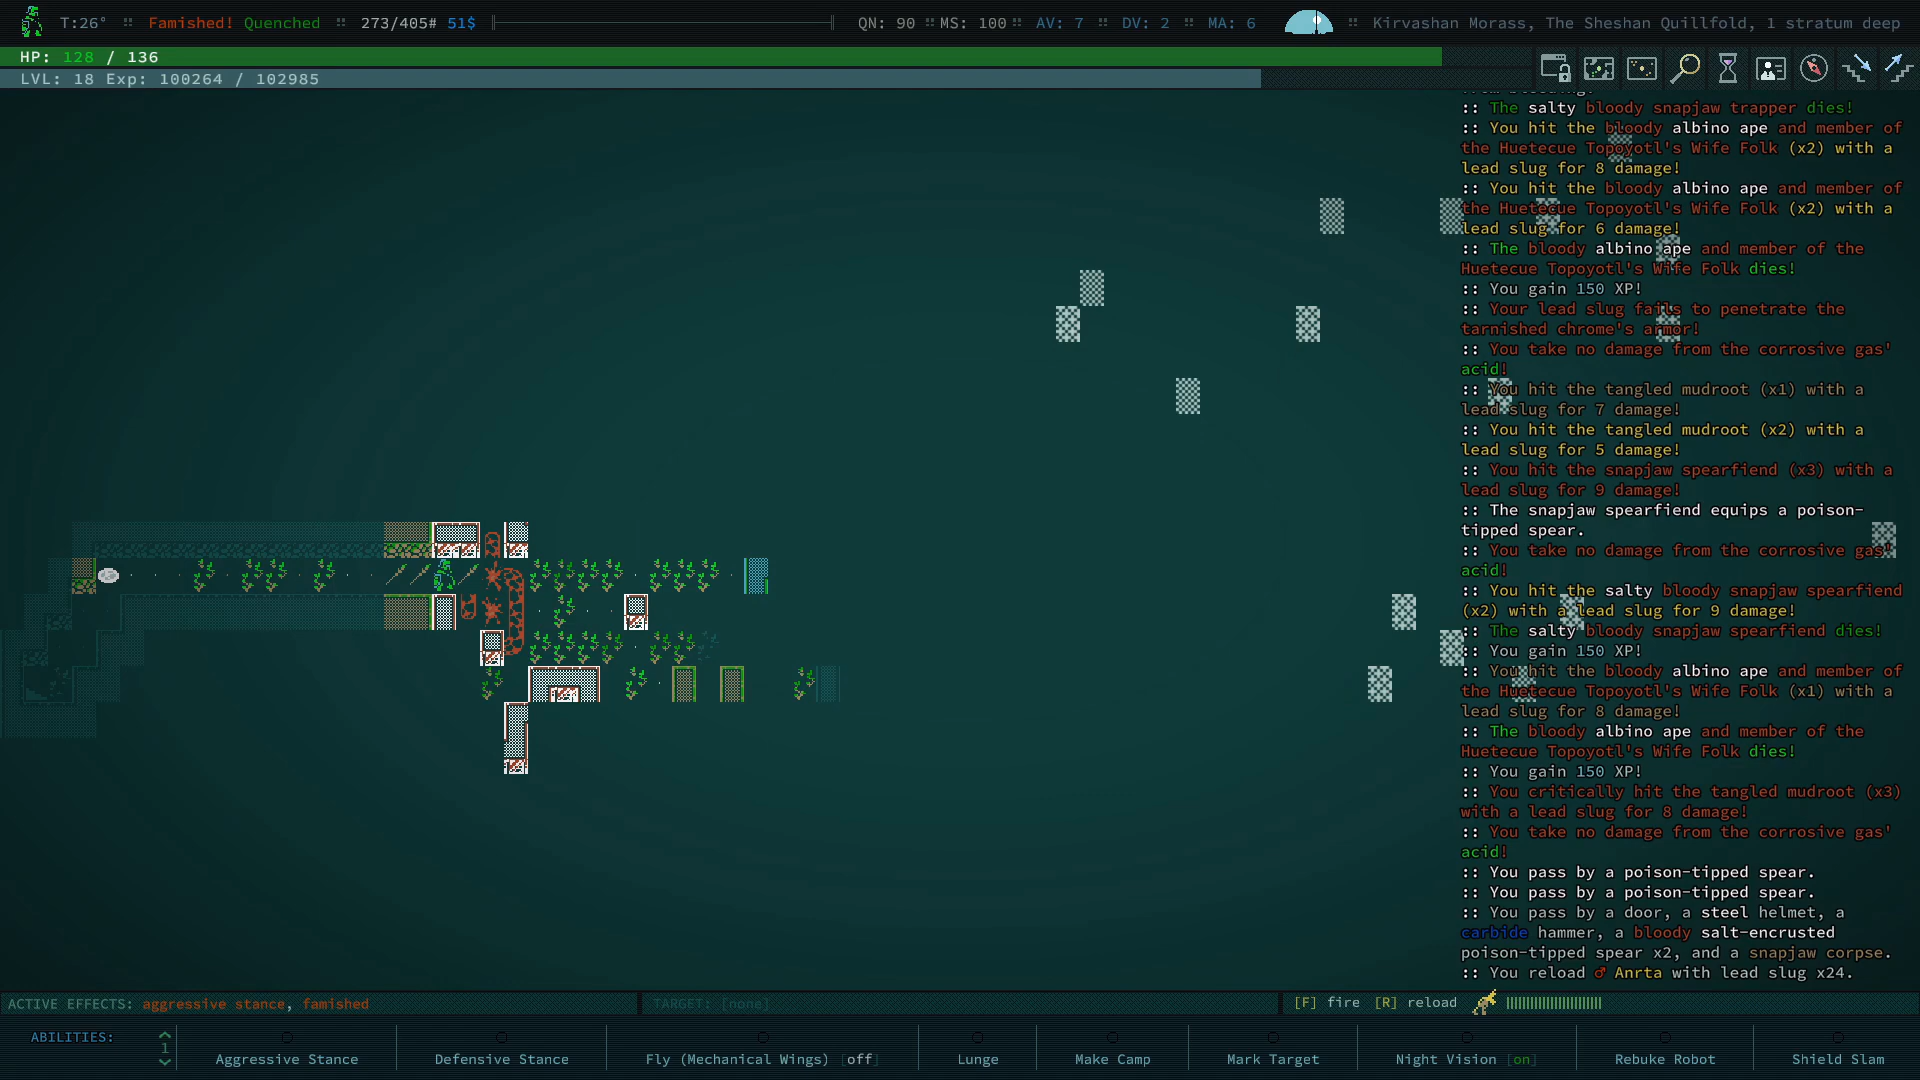 T:26° :: Famished! Quenched :: 273/405# 51$ QN: 90 :: MS: 100 :: AV: 7 :: DV: 2 :: MA: 6 :: Kirvashan Morass, The Sheshan Quillfold, 1 stratum deep
HP: 128 / 136
LVL: 18 Exp: 100264 / 102985
:: The salty bloody snapjaw trapper dies!
:: You hit the bloody albino ape and member of
the Huetecue Topoyotl's Wife Folk (x2) with a
lead slug for 8 damage!
:: You hit the bloody albino ape and member of
the Huetecue Topoyotl's Wife Folk (x2) with a
lead slug for 6 damage!
:: The bloody albino ape and member of the
Huetecue Topoyotl's Wife Folk dies!
:: You gain 150 XP!
:: Your lead slug fails to penetrate the
tarnished chrome's armor!
:: You take no damage from the corrosive gas'
acid!
:: You hit the tangled mudroot (x1) with a
lead slug for 7 damage!
:: You hit the tangled mudroot (x2) with a
lead slug for 5 damage!
:: You hit the snapjaw spearfiend (x3) with a
lead slug for 9 damage!
:: The snapjaw spearfiend equips a poison-
tipped spear.
:: You take no damage from the corrosive gas'
acid!
:: You hit the salty bloody snapjaw spearfiend
(x2) with a lead slug for 9 damage!
:: The salty bloody snapjaw spearfiend dies!
:: You gain 150 XP!
:: You hit the bloody albino ape and member of
the Huetecue Topoyotl's Wife Folk (x1) with a
lead slug for 8 damage!
:: The bloody albino ape and member of the
Huetecue Topoyotl's Wife Folk dies!
:: You gain 150 XP!
:: You critically hit the tangled mudroot (x3)
with a lead slug for 8 damage!
:: You take no damage from the corrosive gas'
acid!
:: You pass by a poison-tipped spear.
:: You pass by a poison-tipped spear.
:: You pass by a door, a steel helmet, a
carbide hammer, a bloody salt-encrusted
poison-tipped spear x2, and a snapjaw corpse.
:: You reload ♂ Anrta with lead slug x24.
ACTIVE EFFECTS: aggressive stance, famished TARGET: [none] [F] fire [R] reload
ABILITIES: 1 Aggressive Stance Defensive Stance Fly (Mechanical Wings) [off] Lunge Make Camp Mark Target Night Vision [on] Rebuke Robot Shield Slam